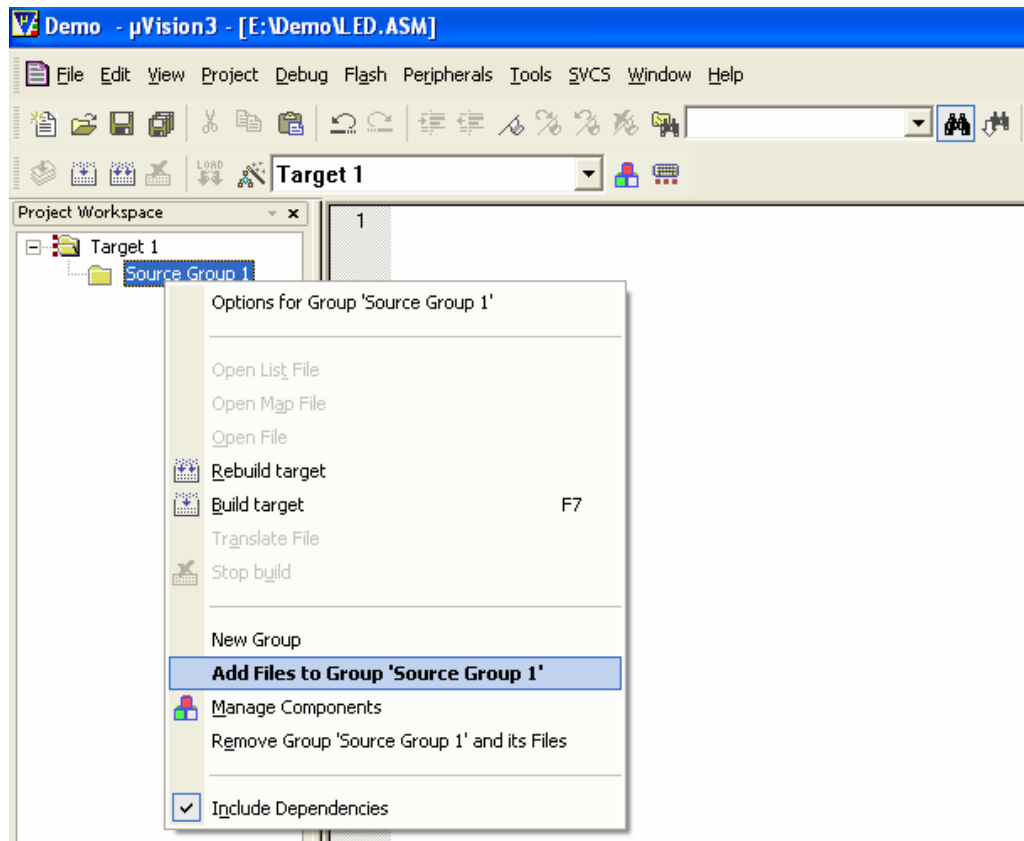 Demo - µVision3 - [E:\Demo\LED.ASM]
File Edit View Project Debug Flash Peripherals Tools SVCS Window Help
LOAD Target 1
Project Workspace
1
Target 1
Source Group 1
Options for Group 'Source Group 1'
Open List File
Open Map File
Open File
Rebuild target
Build target F7
Translate File
Stop build
New Group
Add Files to Group 'Source Group 1'
Manage Components
Remove Group 'Source Group 1' and its Files
Include Dependencies